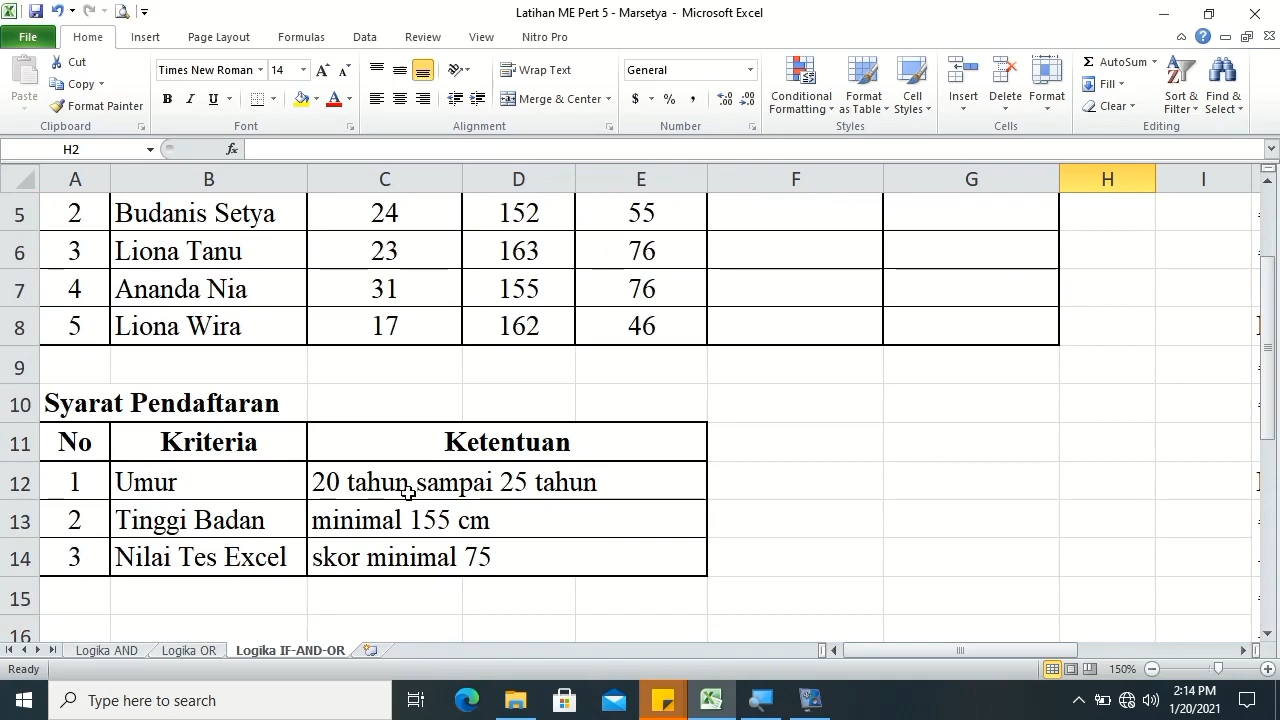 Latihan ME Pert 5 - Marsetya - Microsoft Excel
File Home Insert Page Layout Formulas Data Review View Nitro Pro
Paste Cut Copy Format Painter
Times New Roman 14
B I U
Wrap Text
Merge & Center
General
$ % ,
Conditional Formatting
Format as Table
Cell Styles
Insert Delete Format
AutoSum Fill Clear
Sort & Filter
Find & Select
Clipboard Font Alignment Number Styles Cells Editing
H2 fx
A B C D E F G H I
5 2 Budanis Setya 24 152 55
6 3 Liona Tanu 23 163 76
7 4 Ananda Nia 31 155 76
8 5 Liona Wira 17 162 46
9
10 Syarat Pendaftaran
11 No Kriteria Ketentuan
12 1 Umur 20 tahun sampai 25 tahun
13 2 Tinggi Badan minimal 155 cm
14 3 Nilai Tes Excel skor minimal 75
15
16
Logika AND Logika OR Logika IF-AND-OR
Ready 150%
Type here to search
2:14 PM
1/20/2021